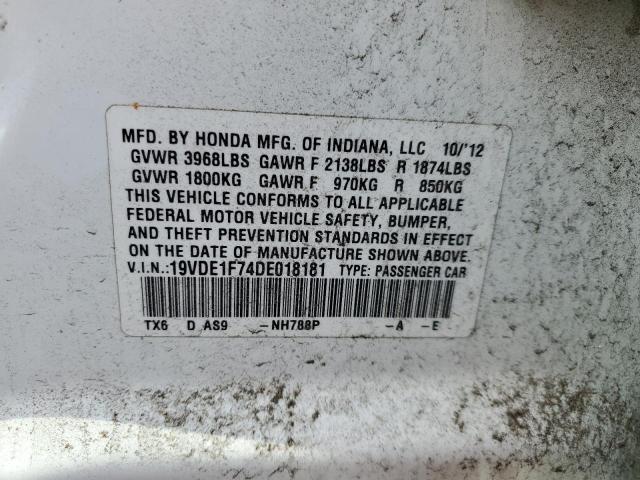 MFD. BY HONDA MFG. OF INDIANA, LLC 10/'12
GVWR 3968LBS GAWR F 2138LBS R 1874LBS
GVWR 1800KG GAWR F 970KG R 850KG
THIS VEHICLE CONFORMS TO ALL APPLICABLE
FEDERAL MOTOR VEHICLE SAFETY, BUMPER,
AND THEFT PREVENTION STANDARDS IN EFFECT
ON THE DATE OF MANUFACTURE SHOWN ABOVE.
V.I.N.:19VDE1F74DE018181 TYPE: PASSENGER CAR
TX6 D AS9 -NH788P -A -E